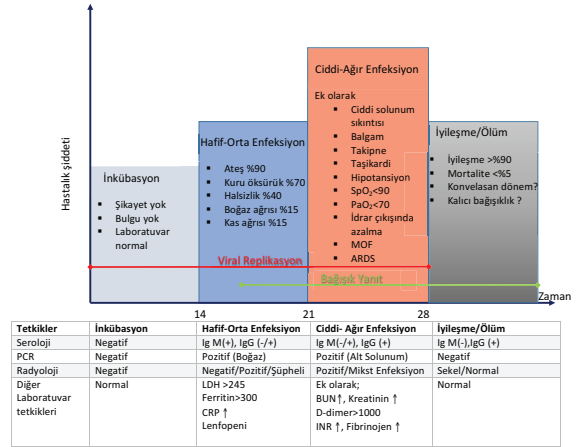 Hastalık şiddeti
İnkübasyon
▪ Şikayet yok
▪ Bulgu yok
▪ Laboratuvar
normal
Hafif-Orta Enfeksiyon
▪ Ateş %90
▪ Kuru öksürük %70
▪ Halsizlik %40
▪ Boğaz ağrısı %15
▪ Kas ağrısı %15
Ciddi-Ağır Enfeksiyon
Ek olarak
▪ Ciddi solunum
sıkıntısı
▪ Balgam
▪ Takipne
▪ Taşikardi
▪ Hipotansiyon
▪ SpO₂<90
▪ PaO₂<70
▪ İdrar çıkışında
azalma
▪ MOF
▪ ARDS
İyileşme/Ölüm
▪ İyileşme >%90
▪ Mortalite <%5
▪ Konvelasan dönem?
▪ Kalıcı bağışıklık ?
Viral Replikasyon
Bağışık Yanıt
Zaman
14 21 28
Tetkikler İnkübasyon Hafif-Orta Enfeksiyon Ciddi- Ağır Enfeksiyon İyileşme/Ölüm
Seroloji Negatif Ig M(+), IgG (-/+) Ig M(-/+), IgG (+) Ig M(-),IgG (+)
PCR Negatif Pozitif (Boğaz) Pozitif (Alt Solunum) Negatif
Radyoloji Negatif Negatif/Pozitif/Şüpheli Pozitif/Mikst Enfeksiyon Sekel/Normal
Diğer Normal LDH >245 Ek olarak; Normal
Laboratuvar Ferritin>300 BUN↑, Kreatinin ↑
tetkikleri CRP ↑ D-dimer>1000
Lenfopeni INR ↑, Fibrinojen ↑